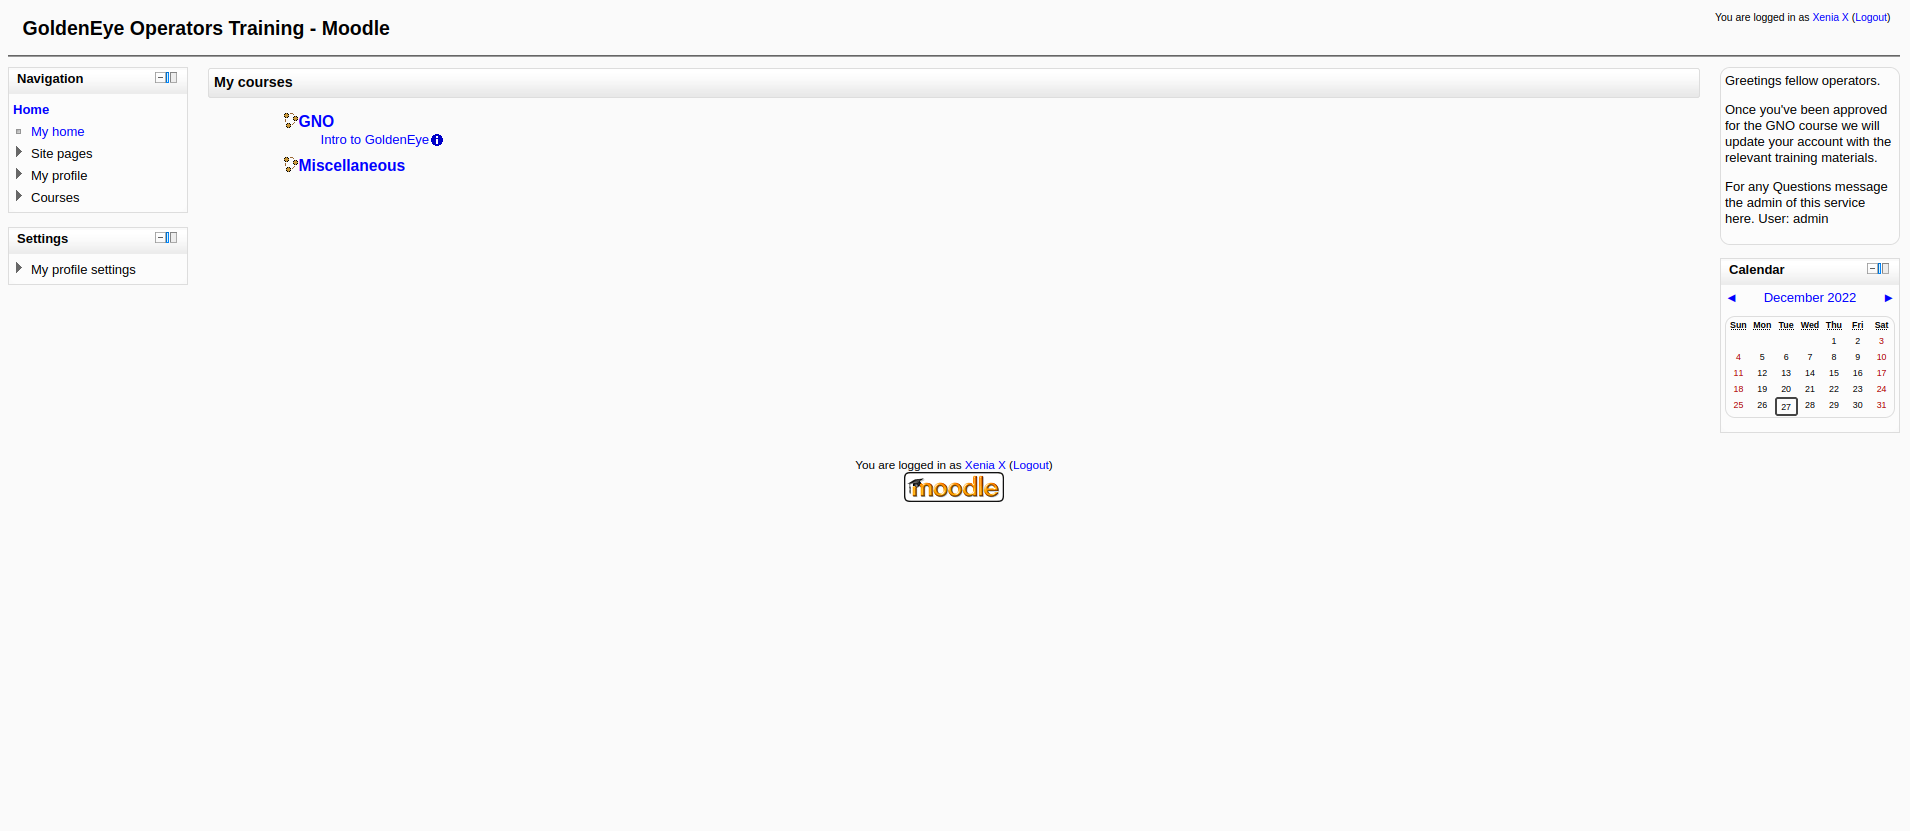 GoldenEye Operators Training - Moodle
You are logged in as Xenia X (Logout)
Navigation
Home
My home
Site pages
My profile
Courses
Settings
My profile settings
My courses
GNO
Intro to GoldenEye
Miscellaneous
Greetings fellow operators.
Once you've been approved
for the GNO course we will
update your account with the
relevant training materials.
For any Questions message
the admin of this service
here. User: admin
Calendar
◄ December 2022 ►
Sun Mon Tue Wed Thu Fri Sat
1 2 3
4 5 6 7 8 9 10
11 12 13 14 15 16 17
18 19 20 21 22 23 24
25 26 27 28 29 30 31
You are logged in as Xenia X (Logout)
moodle